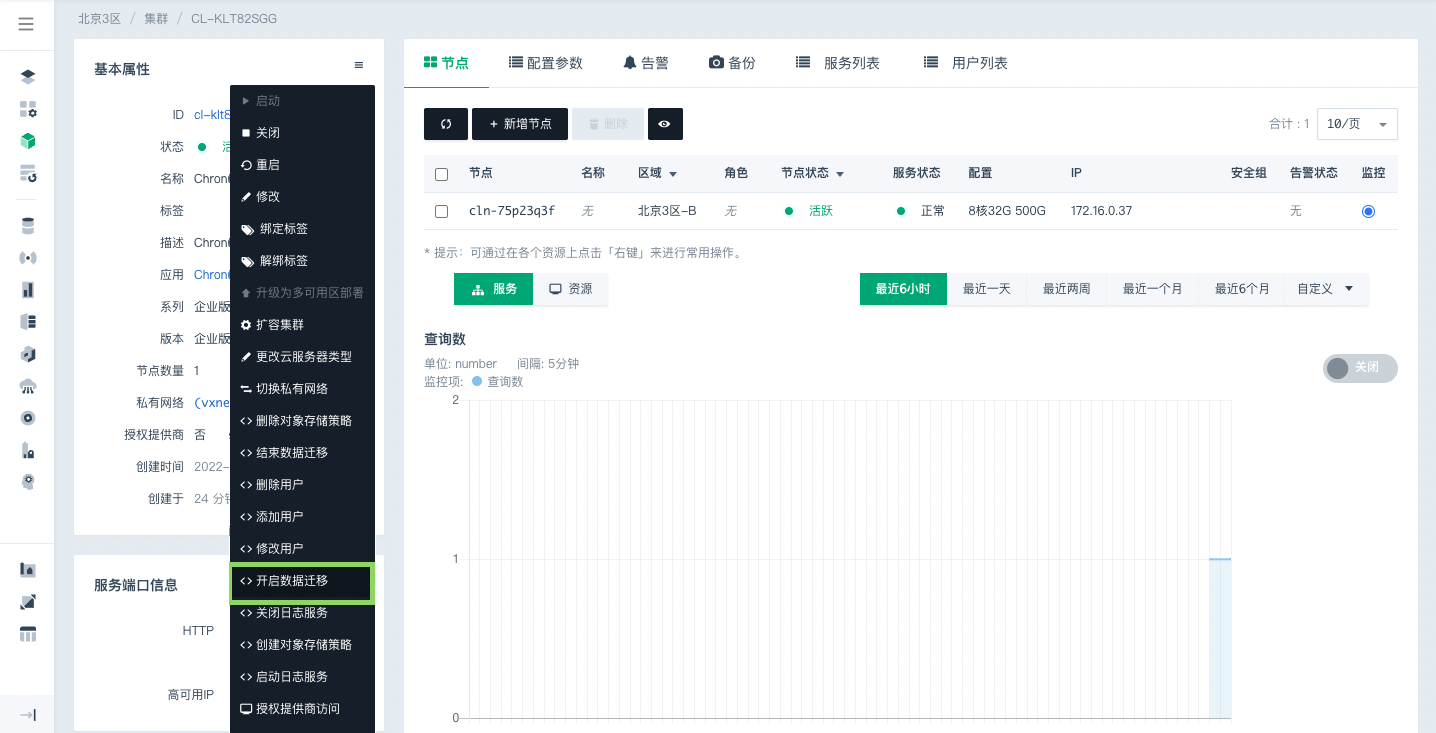 北京3区 / 集群 / CL-KLT82SGG
基本属性
ID cl-klt8
状态 活
名称 Chron
标签
描述 Chron
应用 Chron
系列 企业版
版本 企业版
节点数量 1
私有网络 (vxne
授权提供商 否
创建时间 2022-
创建于 24 分钟
服务端口信息
HTTP
高可用IP
启动
关闭
重启
修改
绑定标签
解绑标签
升级为多可用区部署
扩容集群
更改云服务器类型
切换私有网络
删除对象存储策略
结束数据迁移
删除用户
添加用户
修改用户
开启数据迁移
关闭日志服务
创建对象存储策略
启动日志服务
授权提供商访问
节点 配置参数 告警 备份 服务列表 用户列表
+ 新增节点 删除 合计 : 1 10/页
节点 名称 区域 角色 节点状态 服务状态 配置 IP 安全组 告警状态 监控
cln-75p23q3f 无 北京3区-B 无 活跃 正常 8核32G 500G 172.16.0.37 无
* 提示：可通过在各个资源上点击「右键」来进行常用操作。
服务 资源 最近6小时 最近一天 最近两周 最近一个月 最近6个月 自定义
查询数
单位: number 间隔: 5分钟
监控项: 查询数
关闭
2
1
0